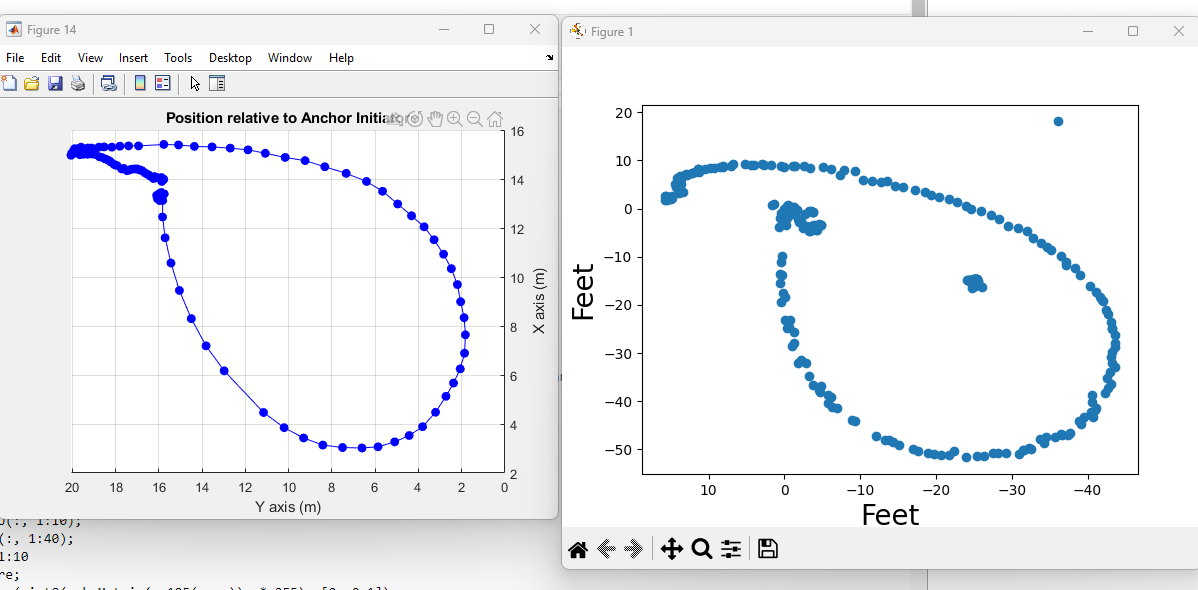 Figure 14
File Edit View Insert Tools Desktop Window Help
Position relative to Anchor
16
14
12
10
8
6
4
2
X axis (m)
20 18 16 14 12 10 8 6 4 2 0
Y axis (m)
(:, 1:10);
(:, 1:40);
1:10
re;
Figure 1
20
10
0
−10
−20
−30
−40
−50
Feet
10 0 −10 −20 −30 −40
Feet